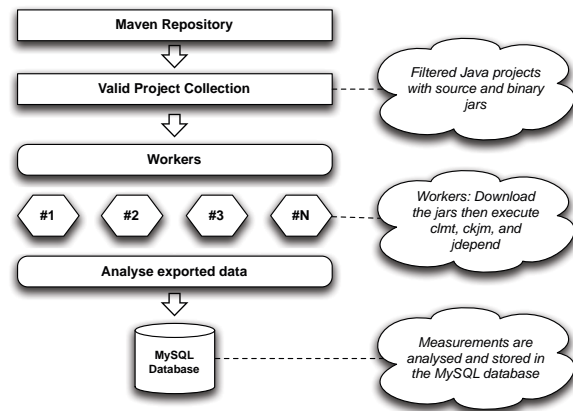 Maven Repository
Valid Project Collection
Filtered Java projects
with source and binary
jars
Workers
#1
#2
#3
#N
Workers: Download
the jars then execute
clmt, ckjm, and
jdepend
Analyse exported data
MySQL
Database
Measurements are
analysed and stored in
the MySQL database